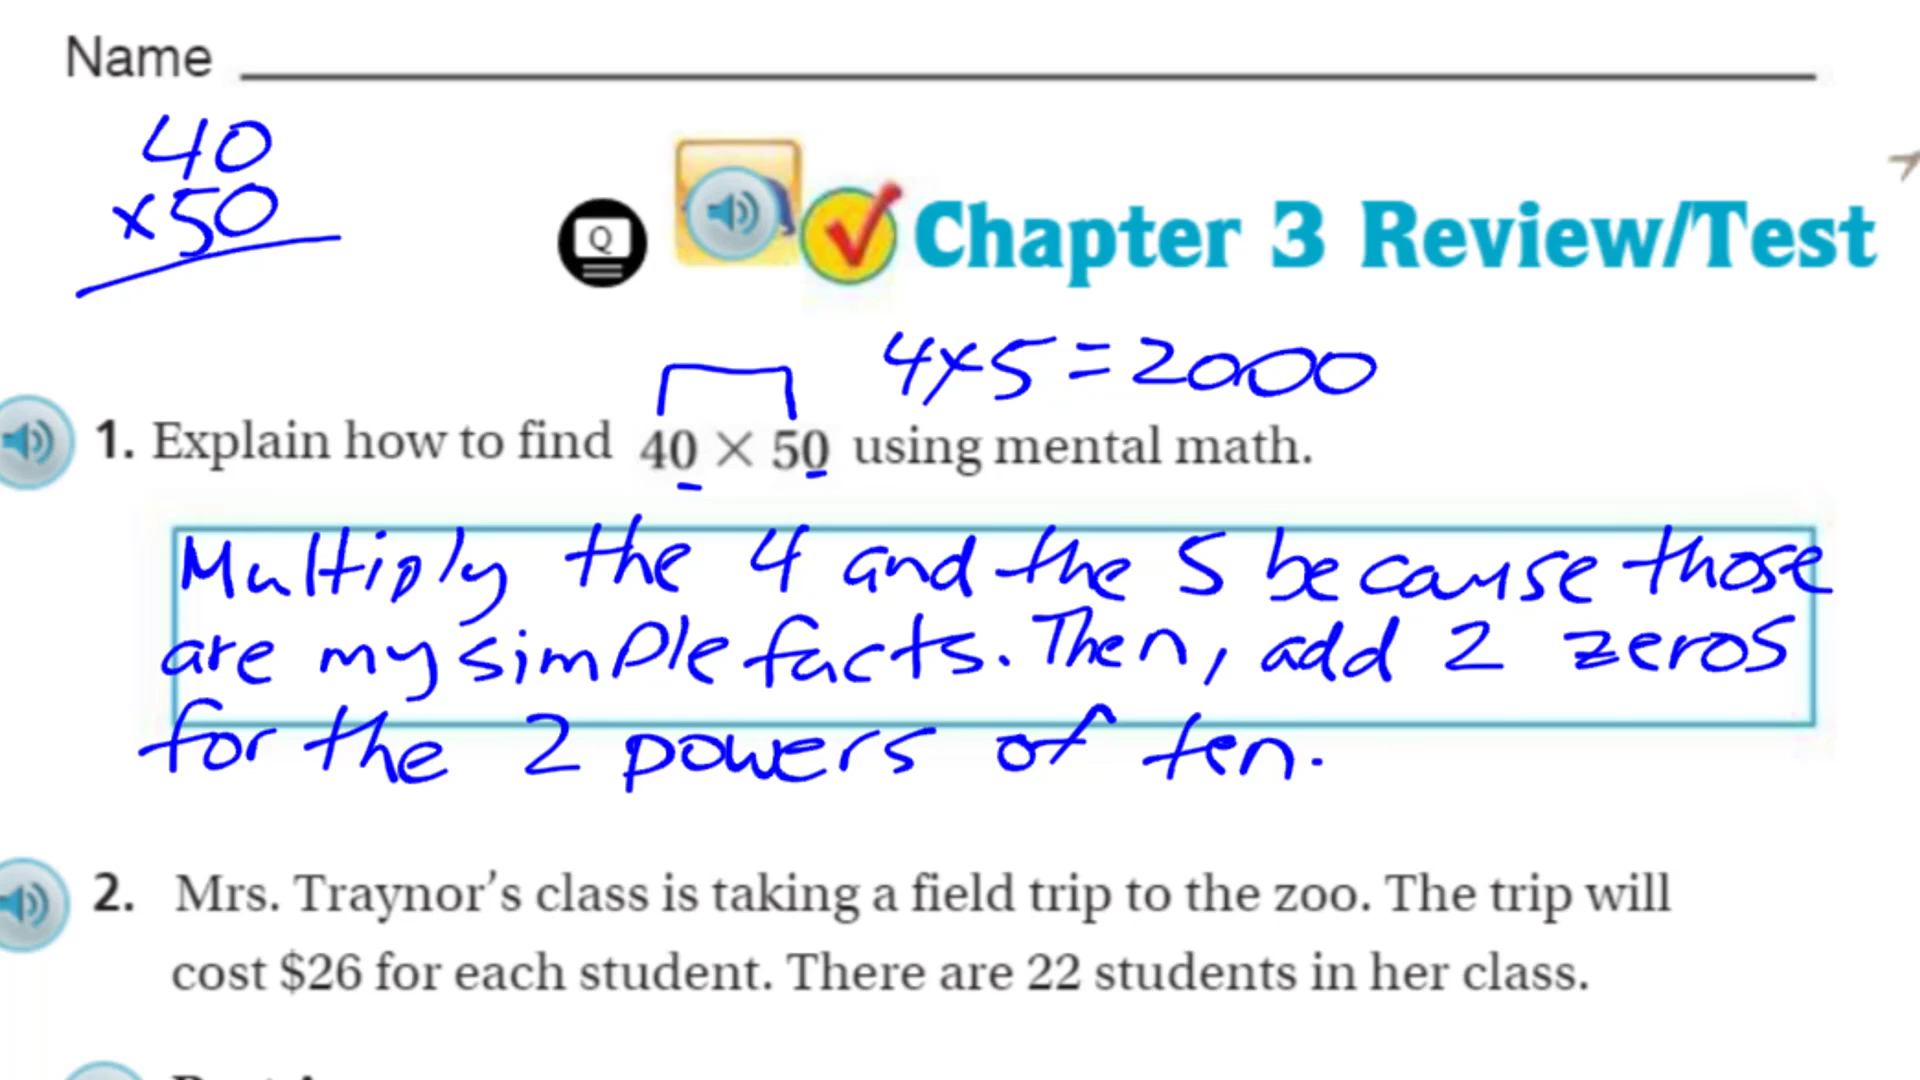 Name
40
×50
Q
Chapter 3 Review/Test
4×5=2000
1. Explain how to find 40 × 50 using mental math.
Multiply the 4 and the 5 because those
are my simple facts. Then, add 2 zeros
for the 2 powers of ten.
2. Mrs. Traynor's class is taking a field trip to the zoo. The trip will
cost $26 for each student. There are 22 students in her class.